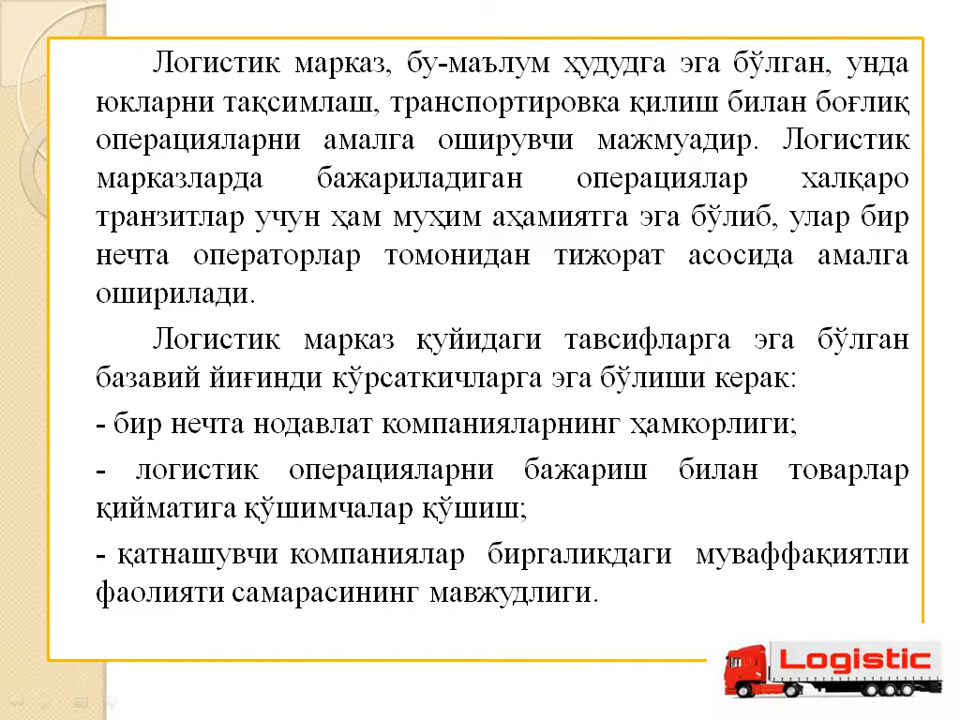 Логистик марказ, бу-маълум ҳудудга эга бўлган, унда
юкларни тақсимлаш, транспортировка қилиш билан боғлиқ
операцияларни амалга оширувчи мажмуадир. Логистик
марказларда бажариладиган операциялар халқаро
транзитлар учун ҳам муҳим аҳамиятга эга бўлиб, улар бир
нечта операторлар томонидан тижорат асосида амалга
оширилади.
Логистик марказ қуйидаги тавсифларга эга бўлган
базавий йиғинди кўрсаткичларга эга бўлиши керак:
- бир нечта нодавлат компанияларнинг ҳамкорлиги;
- логистик операцияларни бажариш билан товарлар
қийматига қўшимчалар қўшиш;
- қатнашувчи компаниялар биргаликдаги муваффақиятли
фаолияти самарасининг мавжудлиги.
Logistic